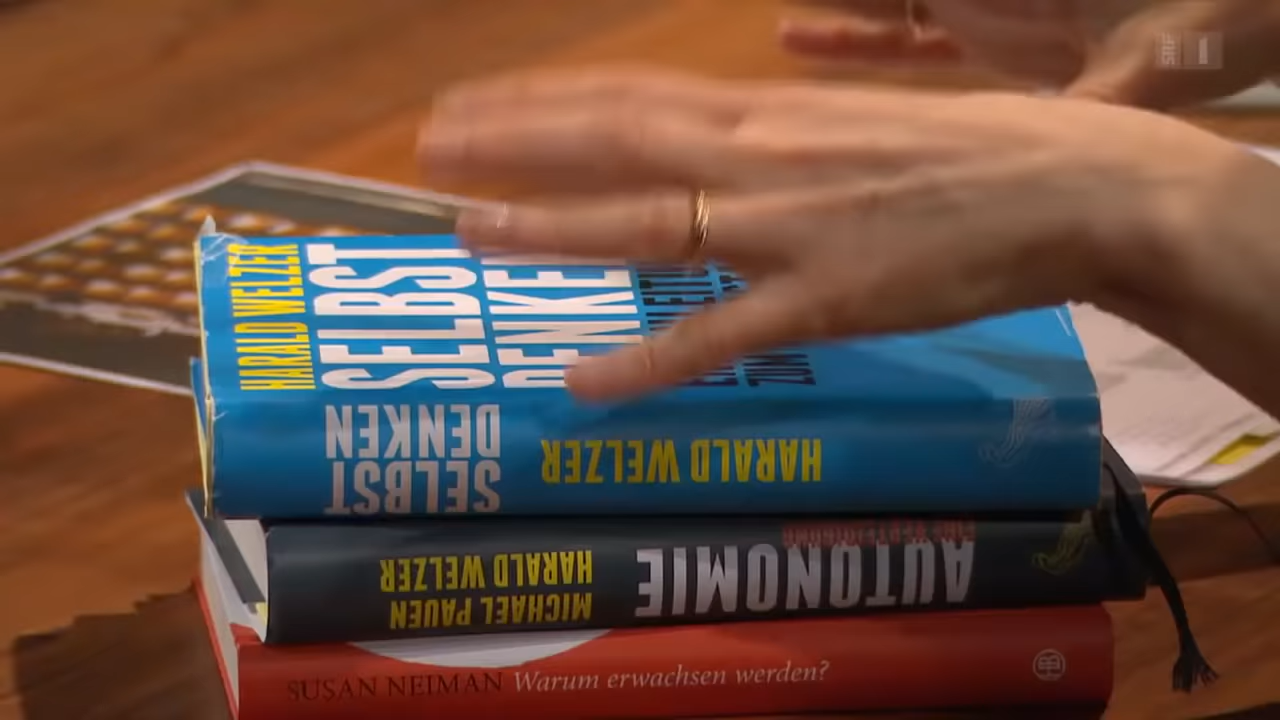 SRF 1
HARALD WELZER
SELBST
DENKE
SELBST
DENKEN
HARALD WELZER
AUTONOMIE
MICHAEL PAUEN
HARALD WELZER
SUSAN NEIMAN Warum erwachsen werden?